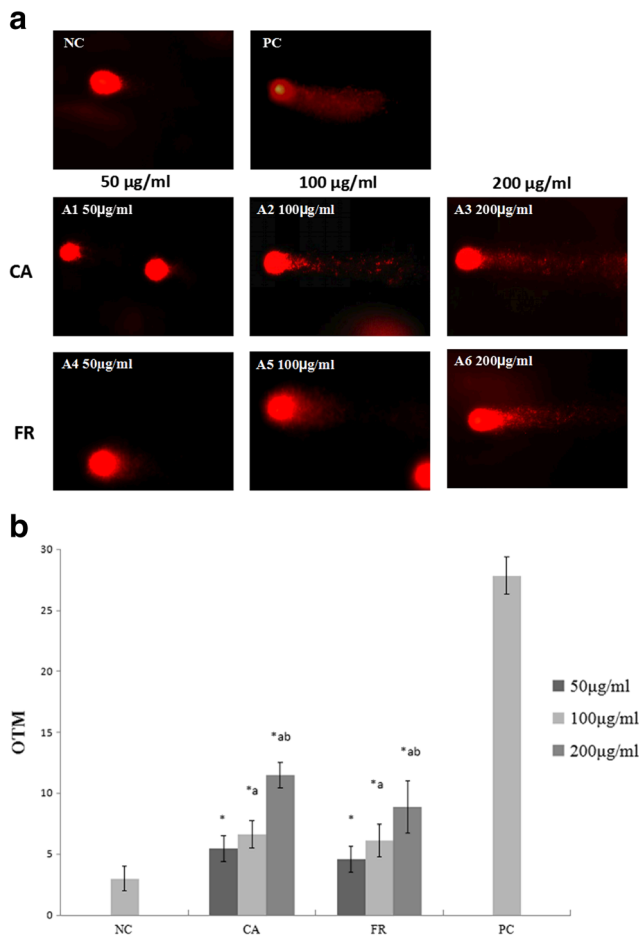 a
NC
PC
50 µg/ml
100 µg/ml
200 µg/ml
A1 50µg/ml
A2 100µg/ml
A3 200µg/ml
CA
A4 50µg/ml
A5 100µg/ml
A6 200µg/ml
FR
b
30
25
20
15
10
5
0
OTM
*
*a
*ab
*
*a
*ab
50µg/ml
100µg/ml
200µg/ml
NC
CA
FR
PC